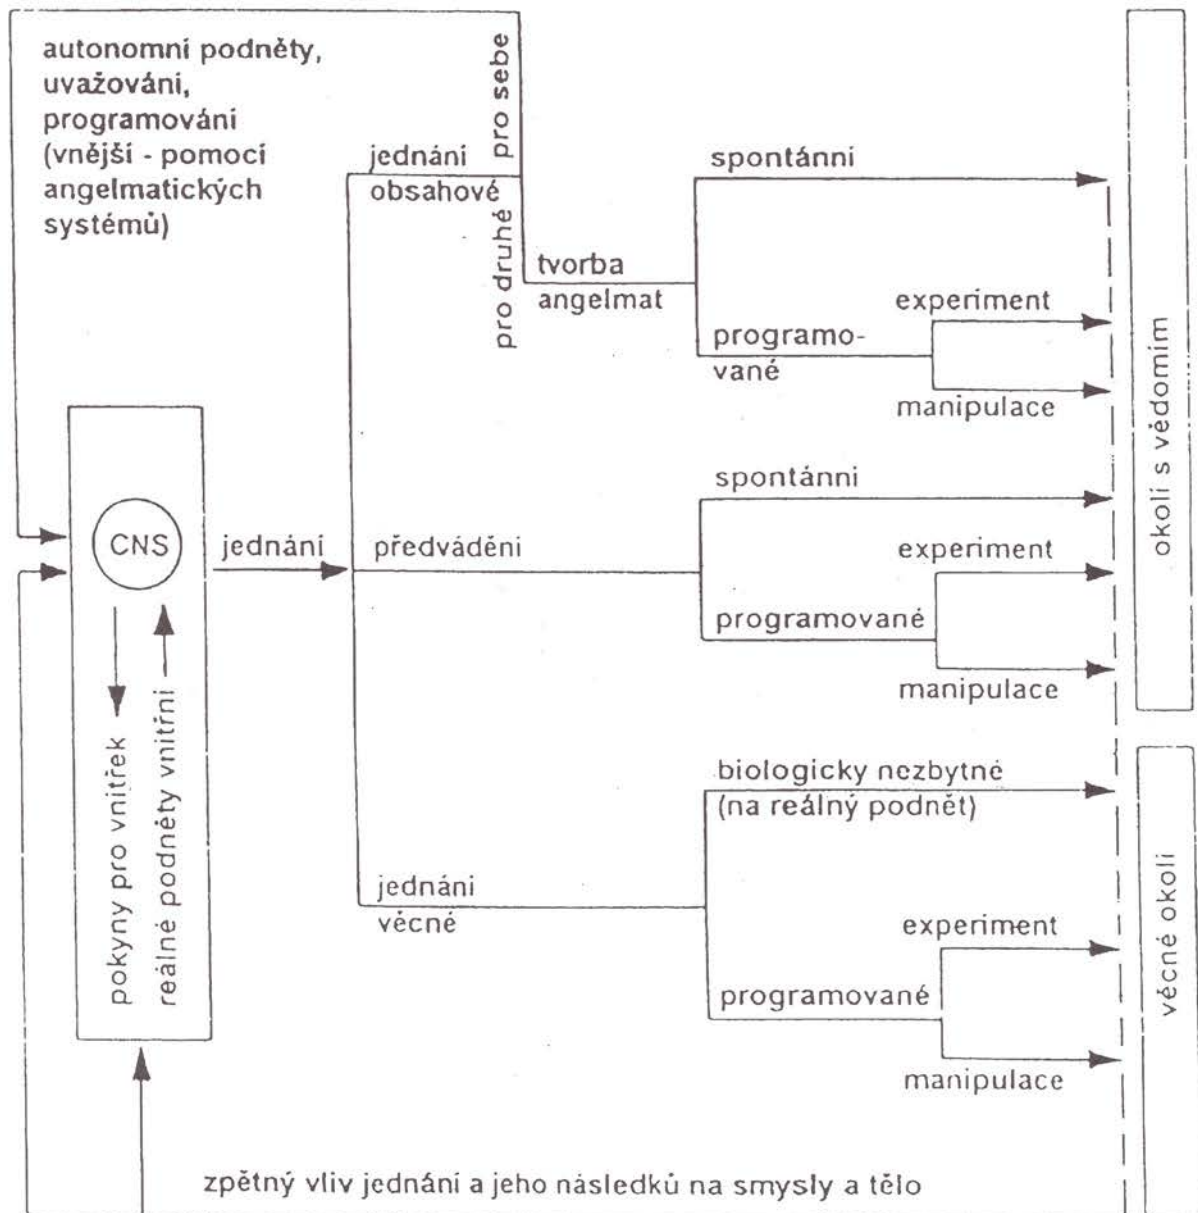 autonomní podněty,
uvažování,
programování
(vnější - pomocí
angelmatických
systémů)
pro sebe
pro druhé
jednání
obsahové
tvorba
angelmat
spontánní
experiment
programo-
vané
manipulace
CNS
pokyny pro vnitřek
reálné podněty vnitřní
jednání
předvádění
spontánní
experiment
programované
manipulace
biologicky nezbytné
(na reálný podnět)
jednání
věcné
experiment
programované
manipulace
okolí s vědomím
věcné okolí
zpětný vliv jednání a jeho následků na smysly a tělo